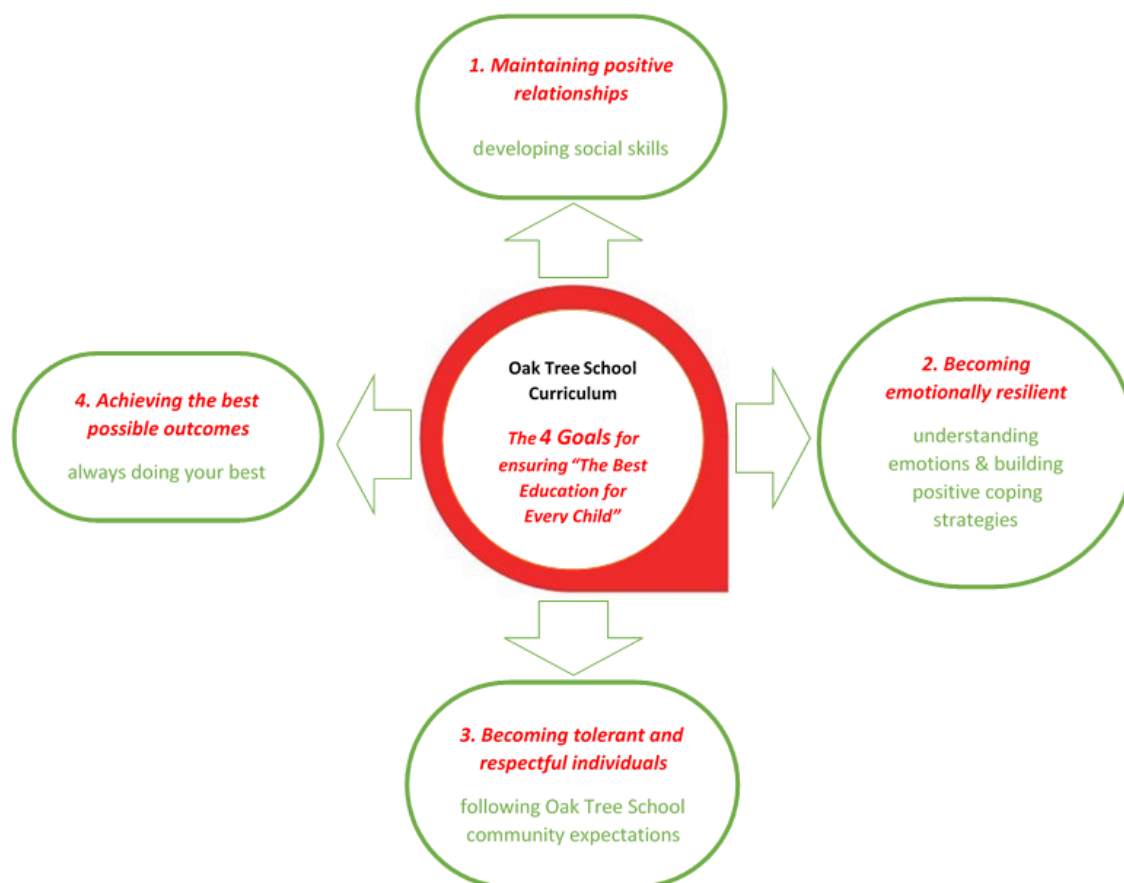 1. Maintaining positive
relationships
developing social skills
Oak Tree School
Curriculum
The 4 Goals for
ensuring “The Best
Education for
Every Child”
2. Becoming
emotionally resilient
understanding
emotions & building
positive coping
strategies
3. Becoming tolerant and
respectful individuals
following Oak Tree School
community expectations
4. Achieving the best
possible outcomes
always doing your best